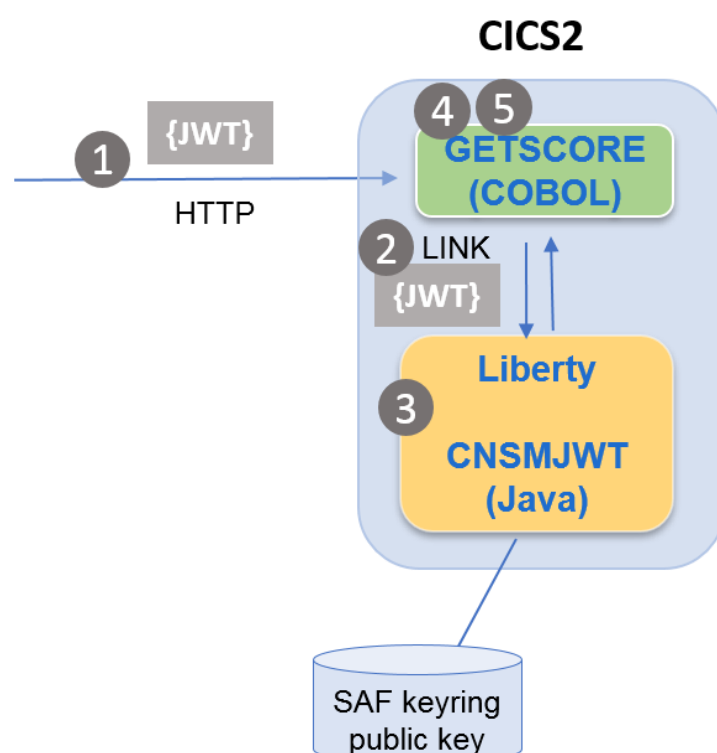 CICS2
{JWT}
1
HTTP
4
5
GETSCORE
(COBOL)
2
LINK
{JWT}
3
Liberty
CNSMJWT
(Java)
SAF keyring
public key